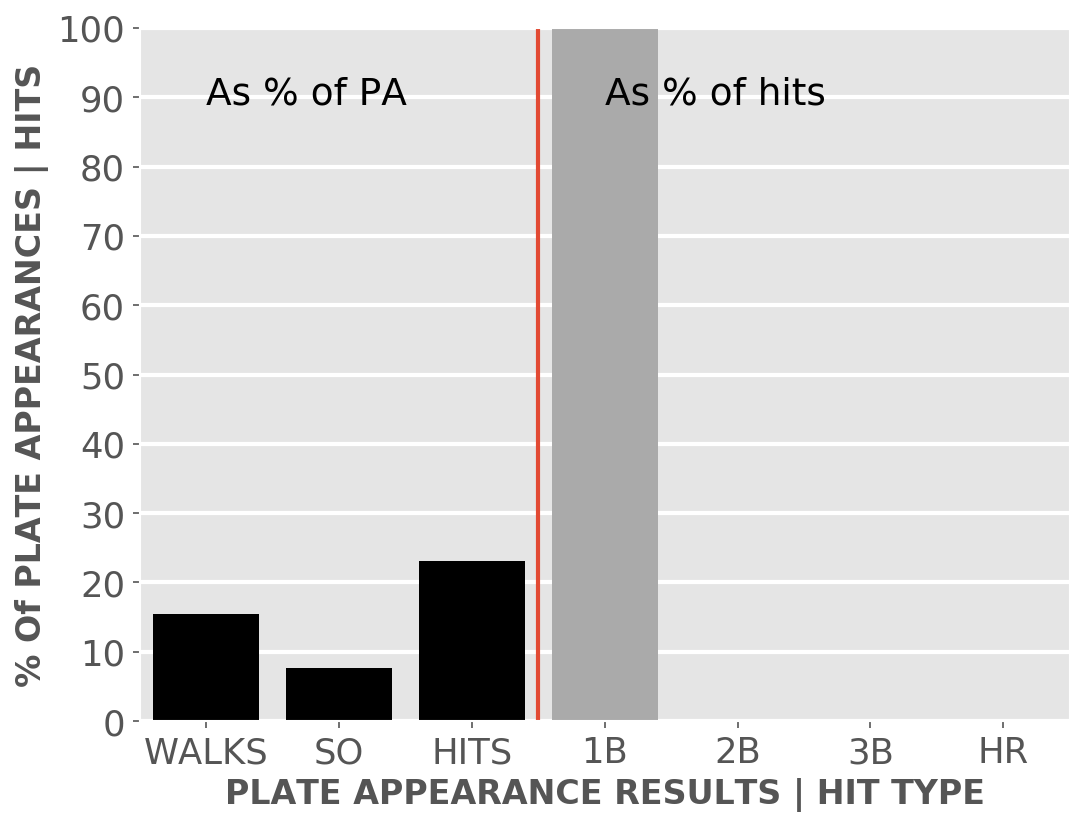 As % of PA
As % of hits
% Of PLATE APPEARANCES | HITS
100
90
80
70
60
50
40
30
20
10
0
WALKS SO HITS 1B 2B 3B HR
PLATE APPEARANCE RESULTS | HIT TYPE